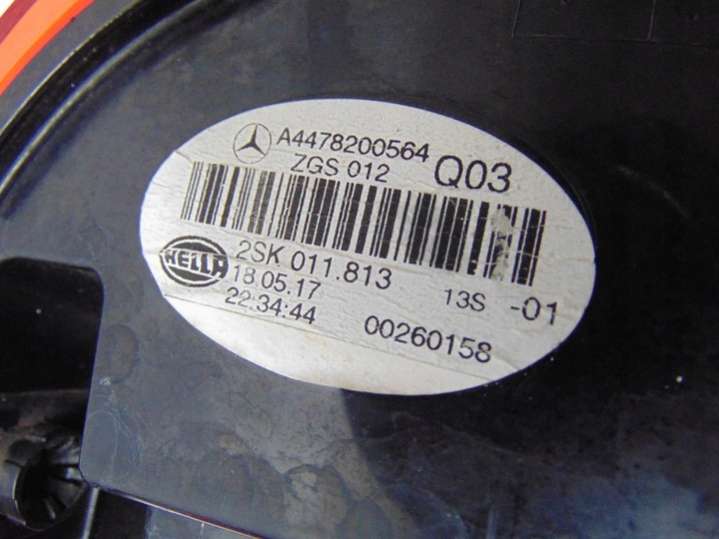 A4478200564
ZGS 012 Q03
HELLA 2SK 011.813 13S -01
18.05.17
22:34:44 00260158